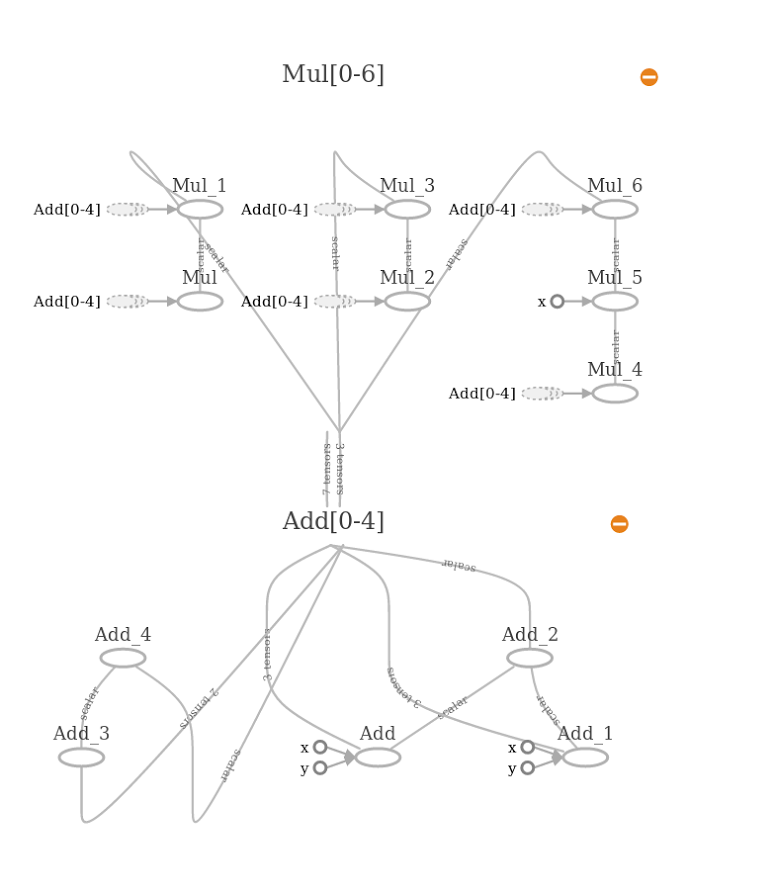 Mul[0-6]
Mul_1
Mul_3
Mul_6
Add[0-4]
Add[0-4]
Add[0-4]
scalar
scalar
scalar
scalar
scalar
scalar
Mul
Mul_2
Mul_5
Add[0-4]
Add[0-4]
x
scalar
Mul_4
Add[0-4]
7 tensors
3 tensors
Add[0-4]
scalar
Add_4
3 tensors
Add_2
scalar
2 tensors
3 tensors
scalar
scalar
Add_3
Add
Add_1
x
y
x
y
scalar